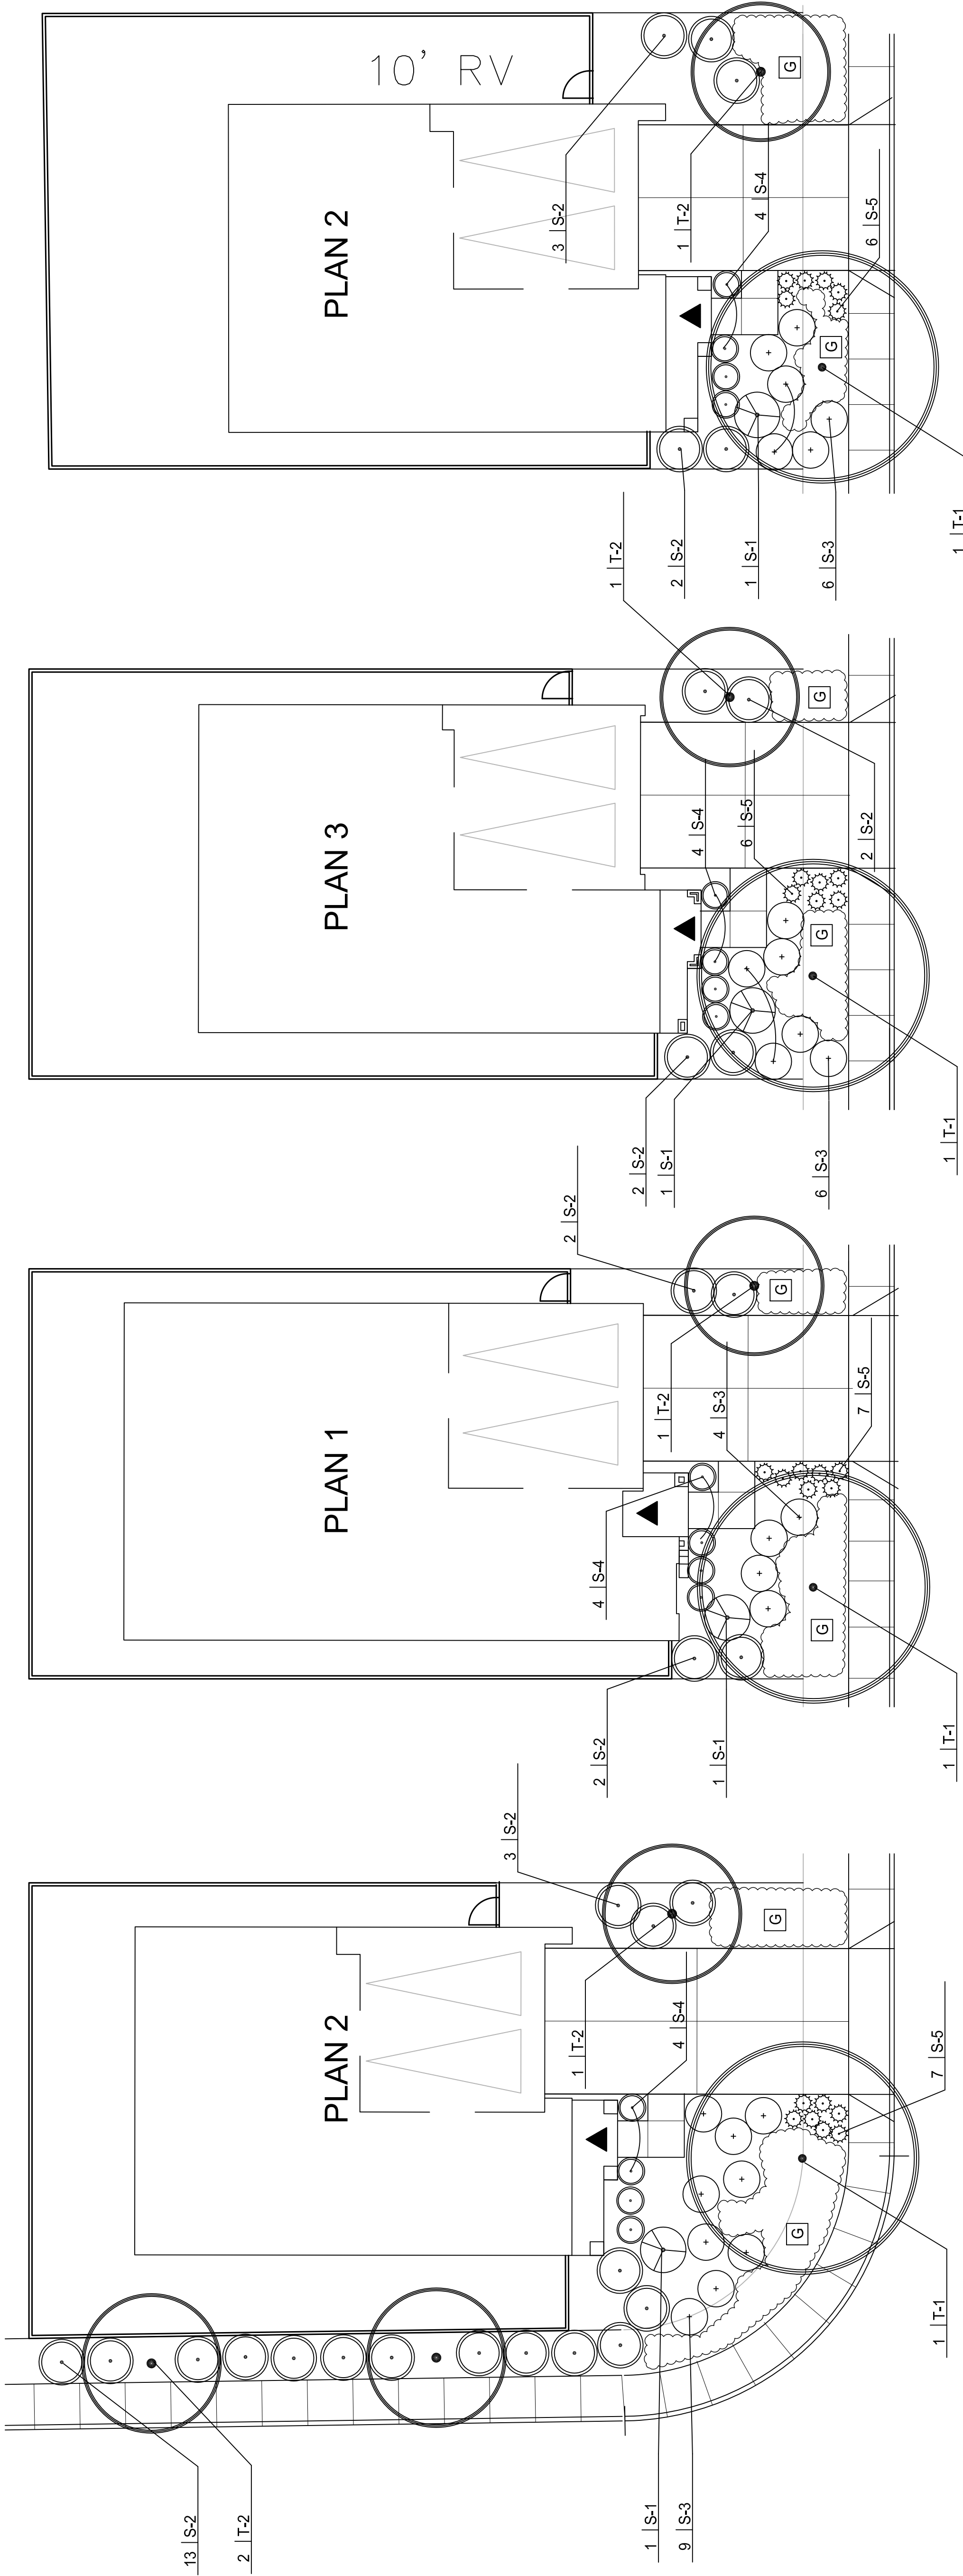 10' RV
PLAN 2
3 S-2
1 T-2
4 S-4
6 S-5
G
G
2 S-2
1 S-1
6 S-3
1 T-1
1 T-2
PLAN 3
4 S-4
6 S-5
2 S-2
G
G
2 S-2
1 S-1
6 S-3
1 T-1
2 S-2
PLAN 1
1 T-2
4 S-3
7 S-5
G
G
4 S-4
2 S-2
1 S-1
1 T-1
3 S-2
PLAN 2
1 T-2
4 S-4
7 S-5
G
G
13 S-2
2 T-2
1 S-1
9 S-3
1 T-1